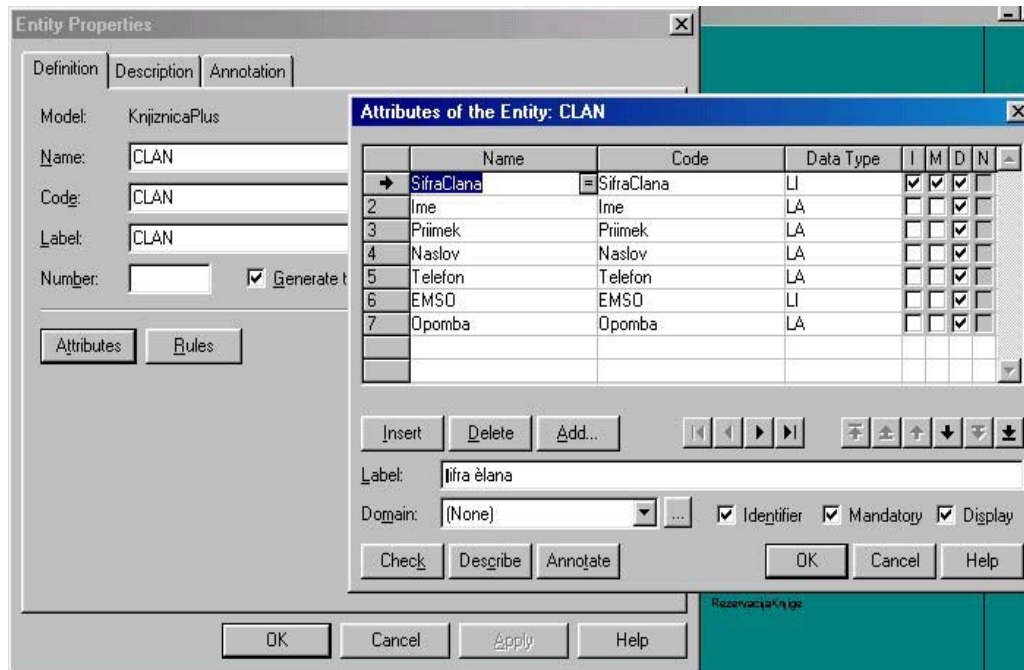 Entity Properties
Definition Description Annotation
Model: KnjiznicaPlus
Name: CLAN
Code: CLAN
Label: CLAN
Number: Generate t
Attributes Rules
OK Cancel Apply Help
Attributes of the Entity: CLAN
Name Code Data Type I M D N
SifraClana = SifraClana LI
2 Ime Ime LA
3 Priimek Priimek LA
4 Naslov Naslov LA
5 Telefon Telefon LA
6 EMSO EMSO LI
7 Opomba Opomba LA
Insert Delete Add...
Label: lifra èlana
Domain: (None) ... Identifier Mandatory Display
Check Describe Annotate OK Cancel Help
RezervacijaKnjige